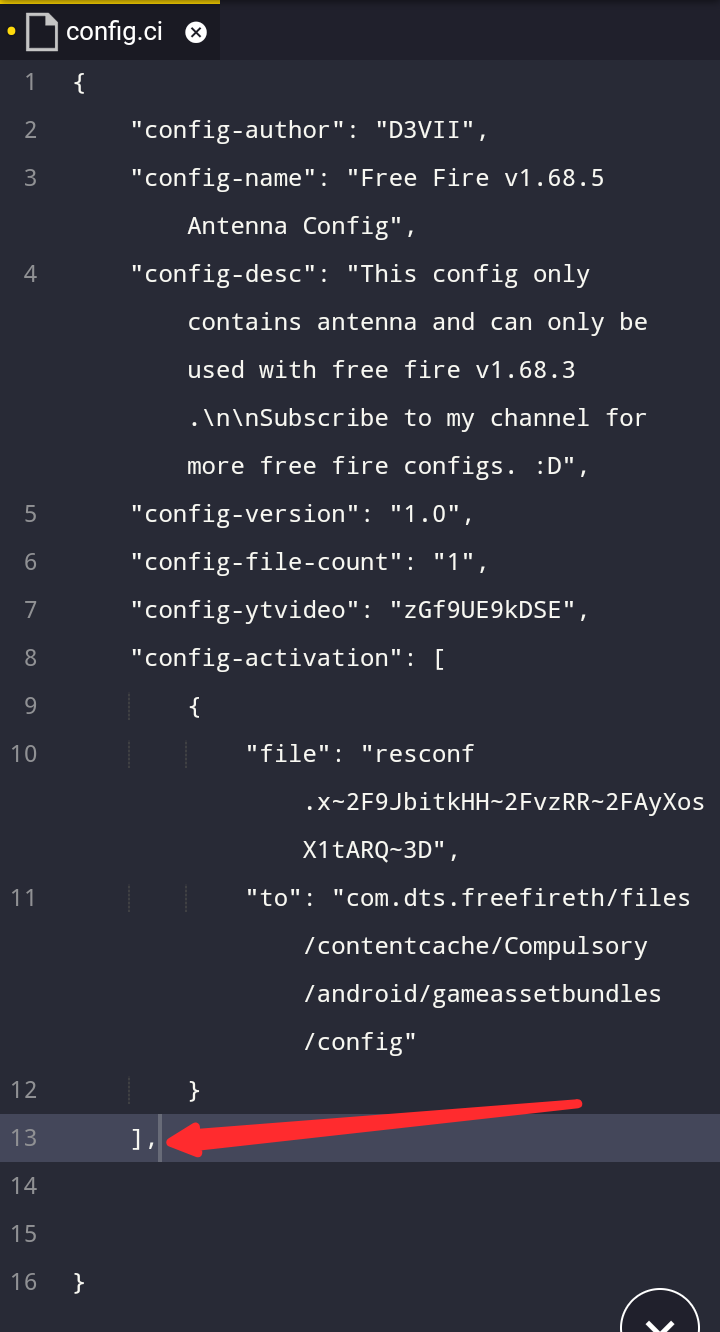 config.ci
1 {
2 "config-author": "D3VII",
3 "config-name": "Free Fire v1.68.5
Antenna Config",
4 "config-desc": "This config only
contains antenna and can only be
used with free fire v1.68.3
.\n\nSubscribe to my channel for
more free fire configs. :D",
5 "config-version": "1.0",
6 "config-file-count": "1",
7 "config-ytvideo": "zGf9UE9kDSE",
8 "config-activation": [
9 {
10 "file": "resconf
.x~2F9JbitkHH~2FvzRR~2FAyXos
X1tARQ~3D",
11 "to": "com.dts.freefireth/files
/contentcache/Compulsory
/android/gameassetbundles
/config"
12 }
13 ],
14
15
16 }